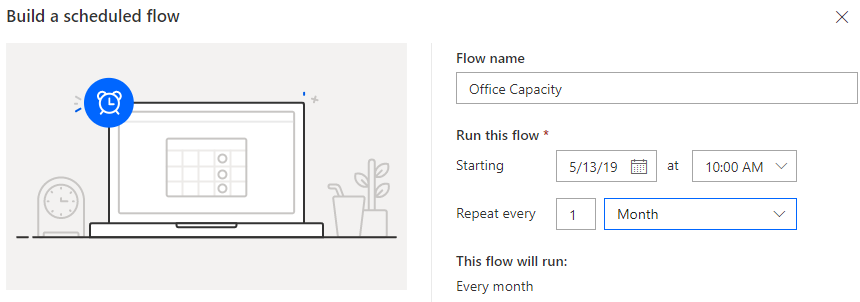 Build a scheduled flow
Flow name
Office Capacity
Run this flow *
Starting 5/13/19 at 10:00 AM
Repeat every 1 Month
This flow will run:
Every month